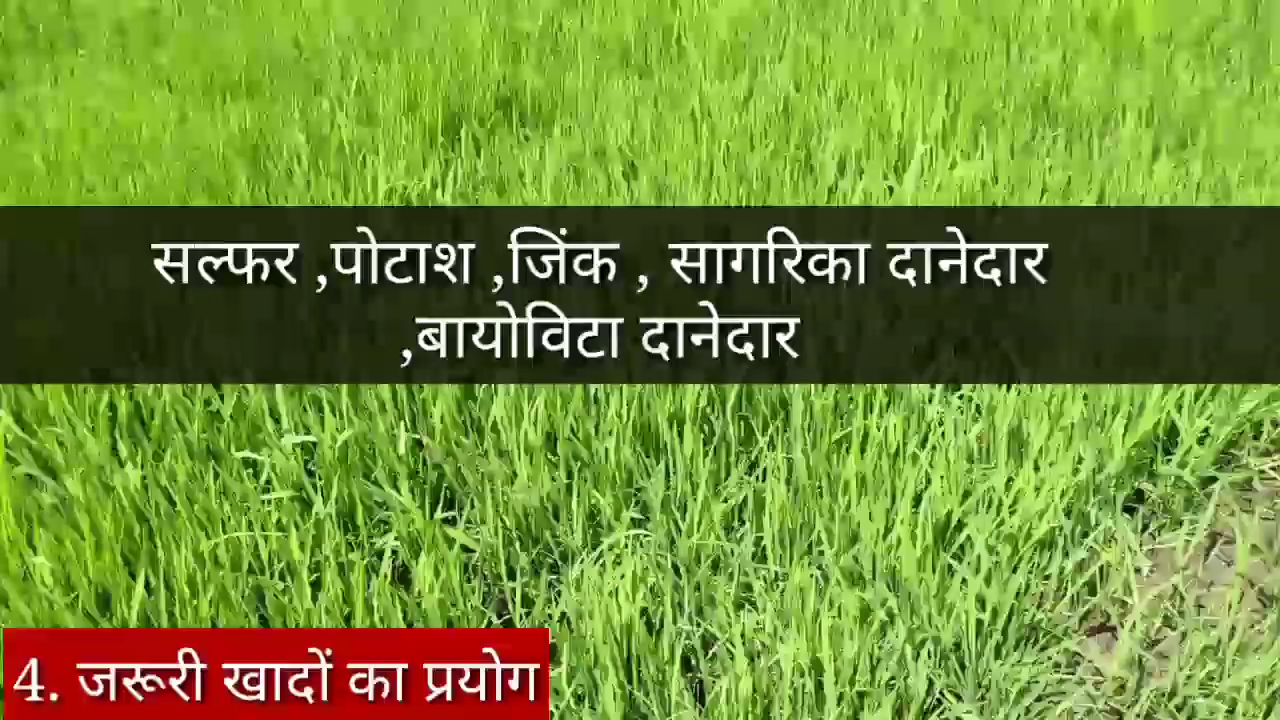 सल्फर ,पोटाश ,जिंक , सागरिका दानेदार
,बायोविटा दानेदार
4. जरूरी खादों का प्रयोग